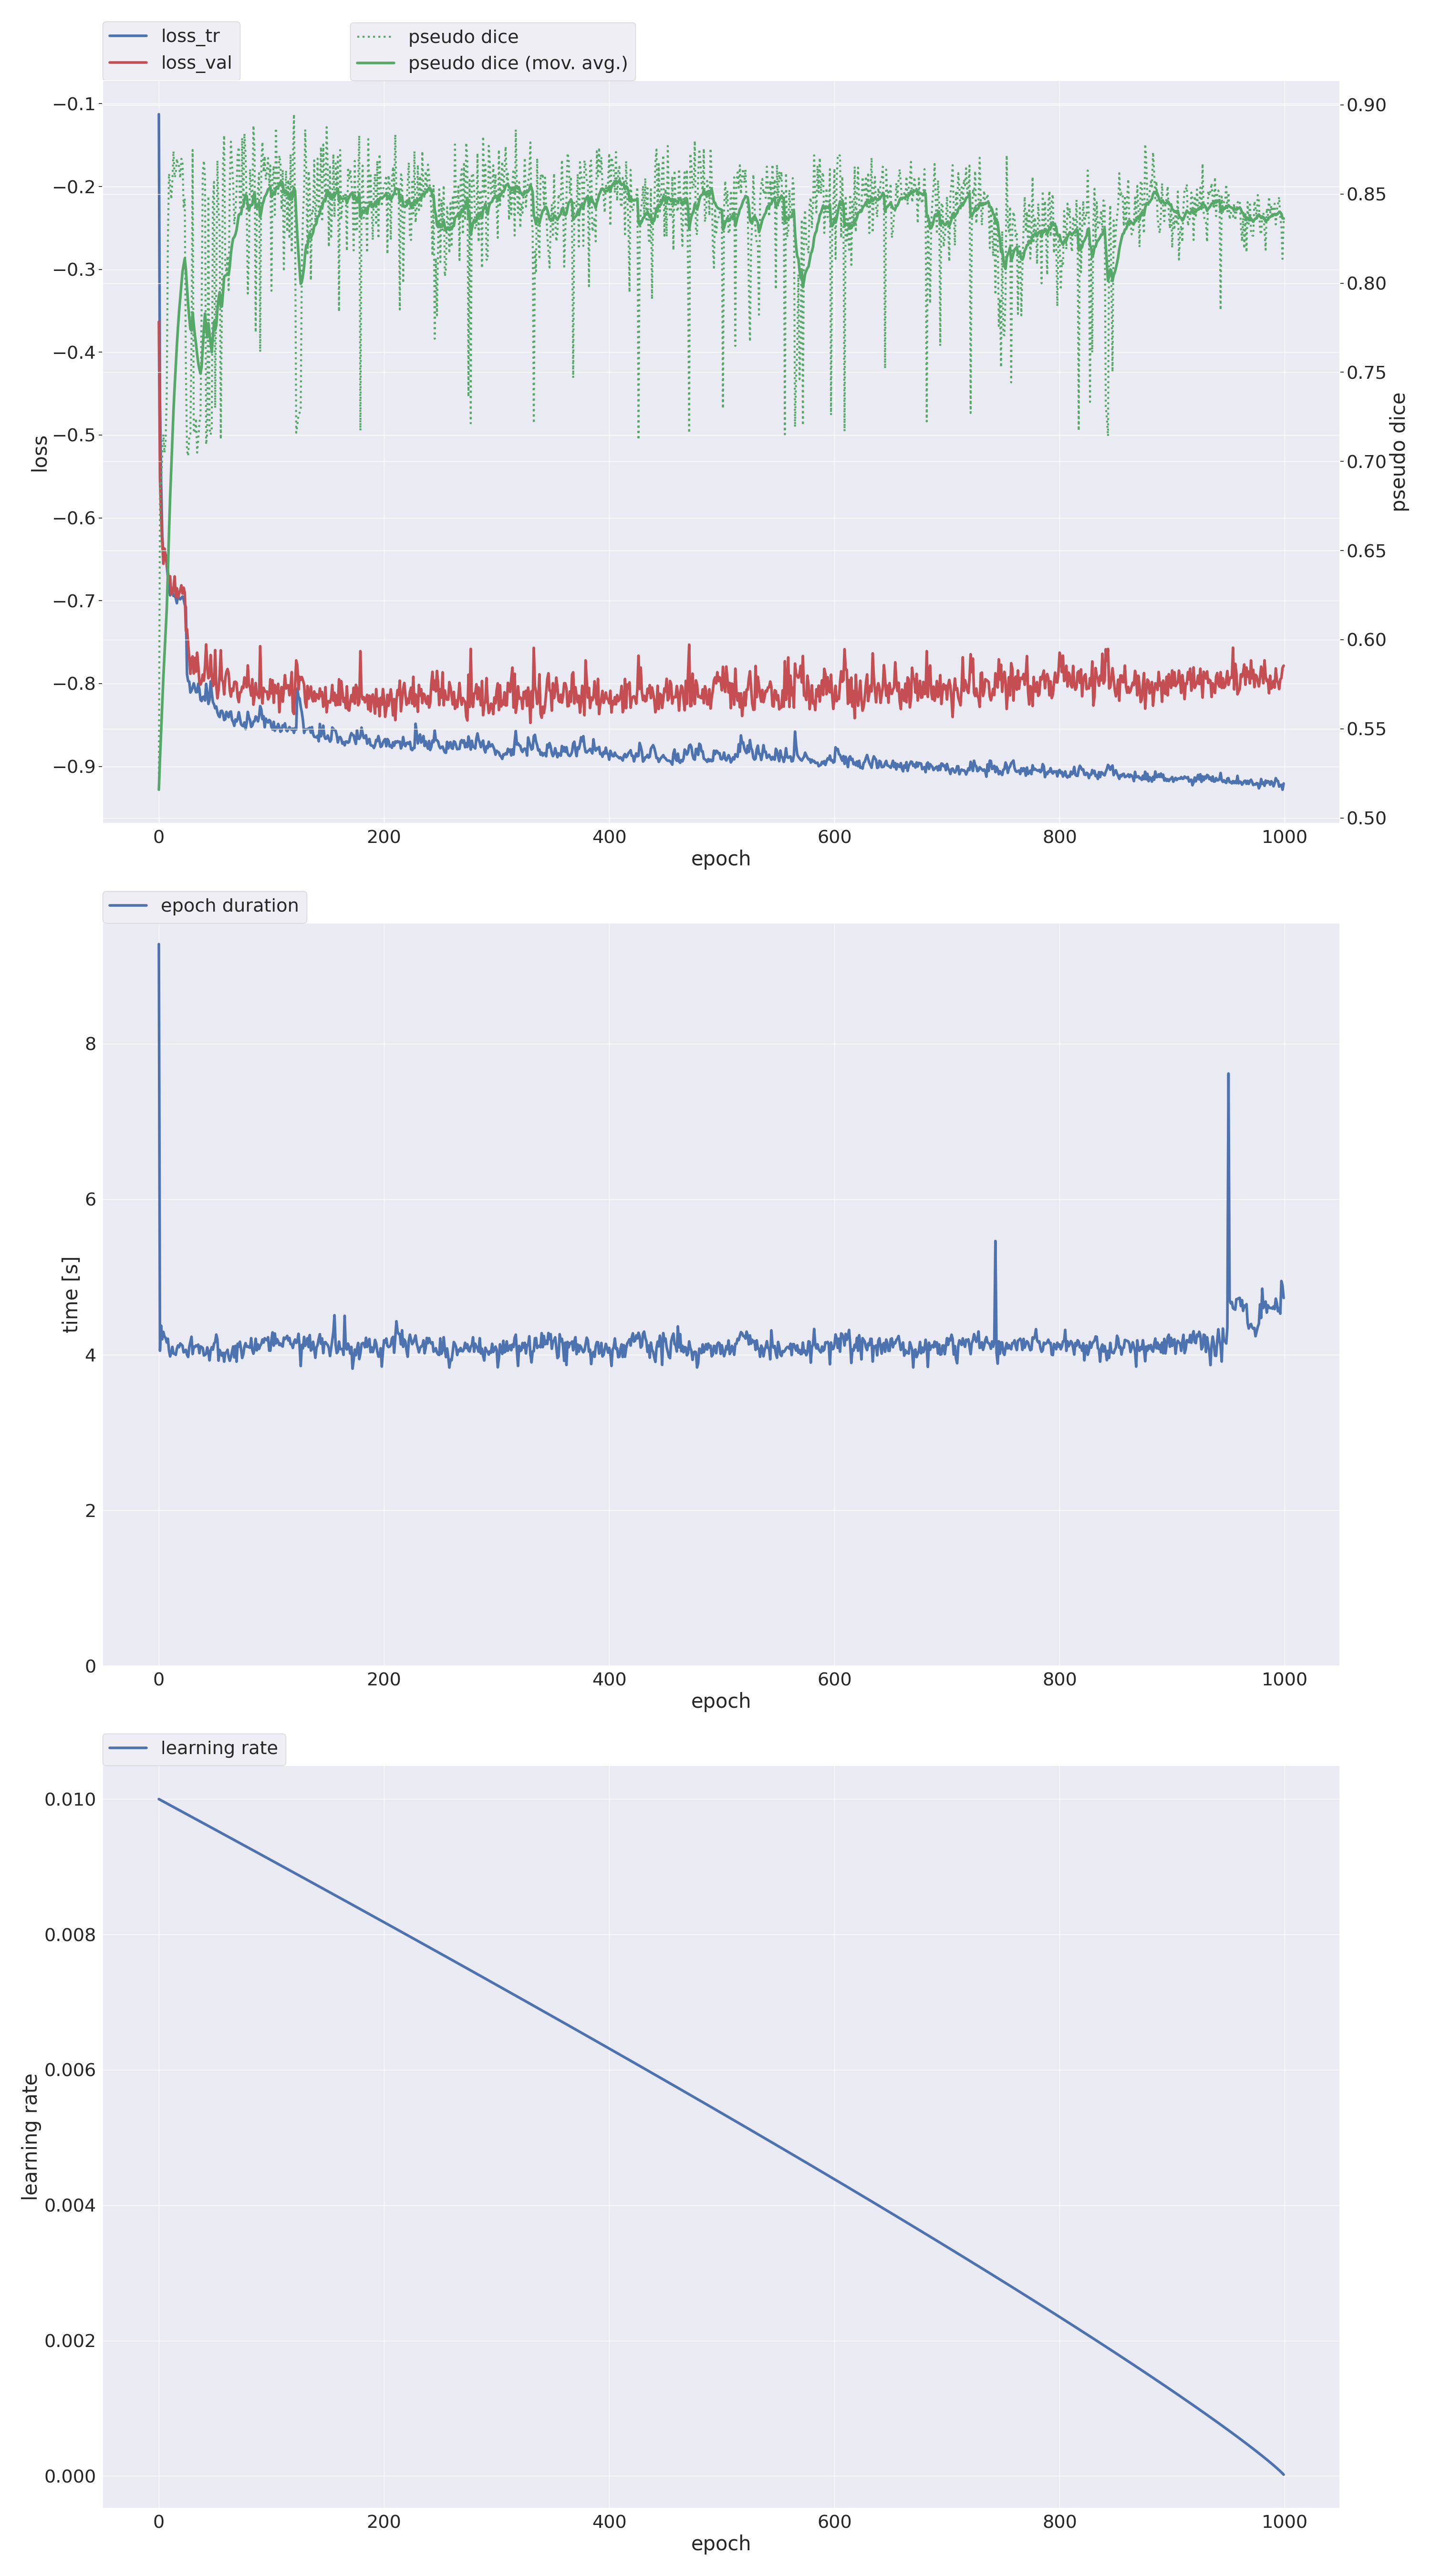 loss_tr
loss_val
pseudo dice
pseudo dice (mov. avg.)
−0.1
−0.2
−0.3
−0.4
−0.5
−0.6
−0.7
−0.8
−0.9
loss
0.90
0.85
0.80
0.75
0.70
0.65
0.60
0.55
0.50
pseudo dice
0 200 400 600 800 1000
epoch
epoch duration
8
6
4
2
0
time [s]
0 200 400 600 800 1000
epoch
learning rate
0.010
0.008
0.006
0.004
0.002
0.000
learning rate
0 200 400 600 800 1000
epoch